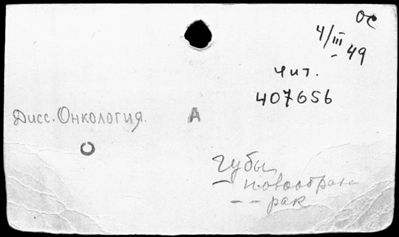 Ос
4/III - 49
Чит.
407656
Дисс. Онкология.
А
Губы,
— новообраз.
— — рак